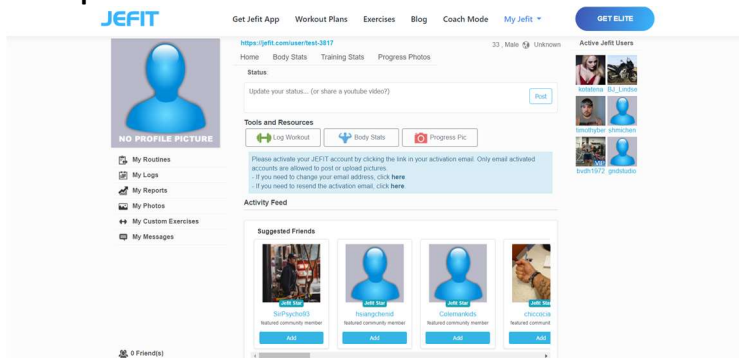 JEFIT
Get Jefit App Workout Plans Exercises Blog Coach Mode My Jefit
GET ELITE
https://jefit.com/user/test-3817
33 , Male Unknown
Home Body Stats Training Stats Progress Photos
Status
Update your status... (or share a youtube video?)
Post
Tools and Resources
Log Workout Body Stats Progress Pic
Please activate your JEFIT account by clicking the link in your activation email. Only email activated
accounts are allowed to post or upload pictures.
- If you need to change your email address, click here
- If you need to resend the activation email, click here.
Activity Feed
Suggested Friends
Jefit Star
SirPsycho93
featured community member
Add
Jefit Star
hsiangchenid
featured community member
Add
Jefit Star
Colemankids
featured community member
Add
Jefit Star
chiccocia
featured communit
Add
NO PROFILE PICTURE
My Routines
My Logs
My Reports
My Photos
My Custom Exercises
My Messages
0 Friend(s)
Active Jefit Users
kobilena BJ_Lindse
timothybel shmichen
bvdh1972 gndstudio